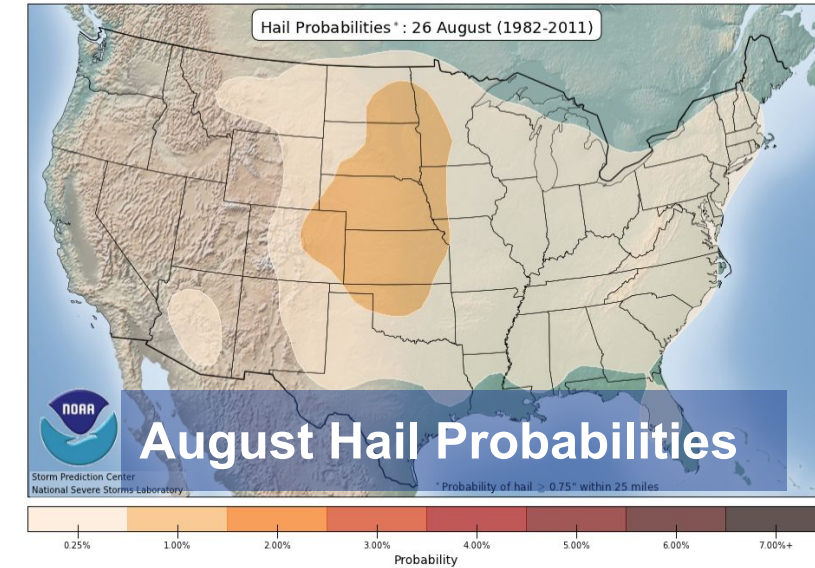 Hail Probabilities*: 26 August (1982-2011)
NOAA
August Hail Probabilities
Storm Prediction Center
National Severe Storms Laboratory
*Probability of hail ≥ 0.75" within 25 miles
0.25% 1.00% 2.00% 3.00% 4.00% 5.00% 6.00% 7.00%+
Probability